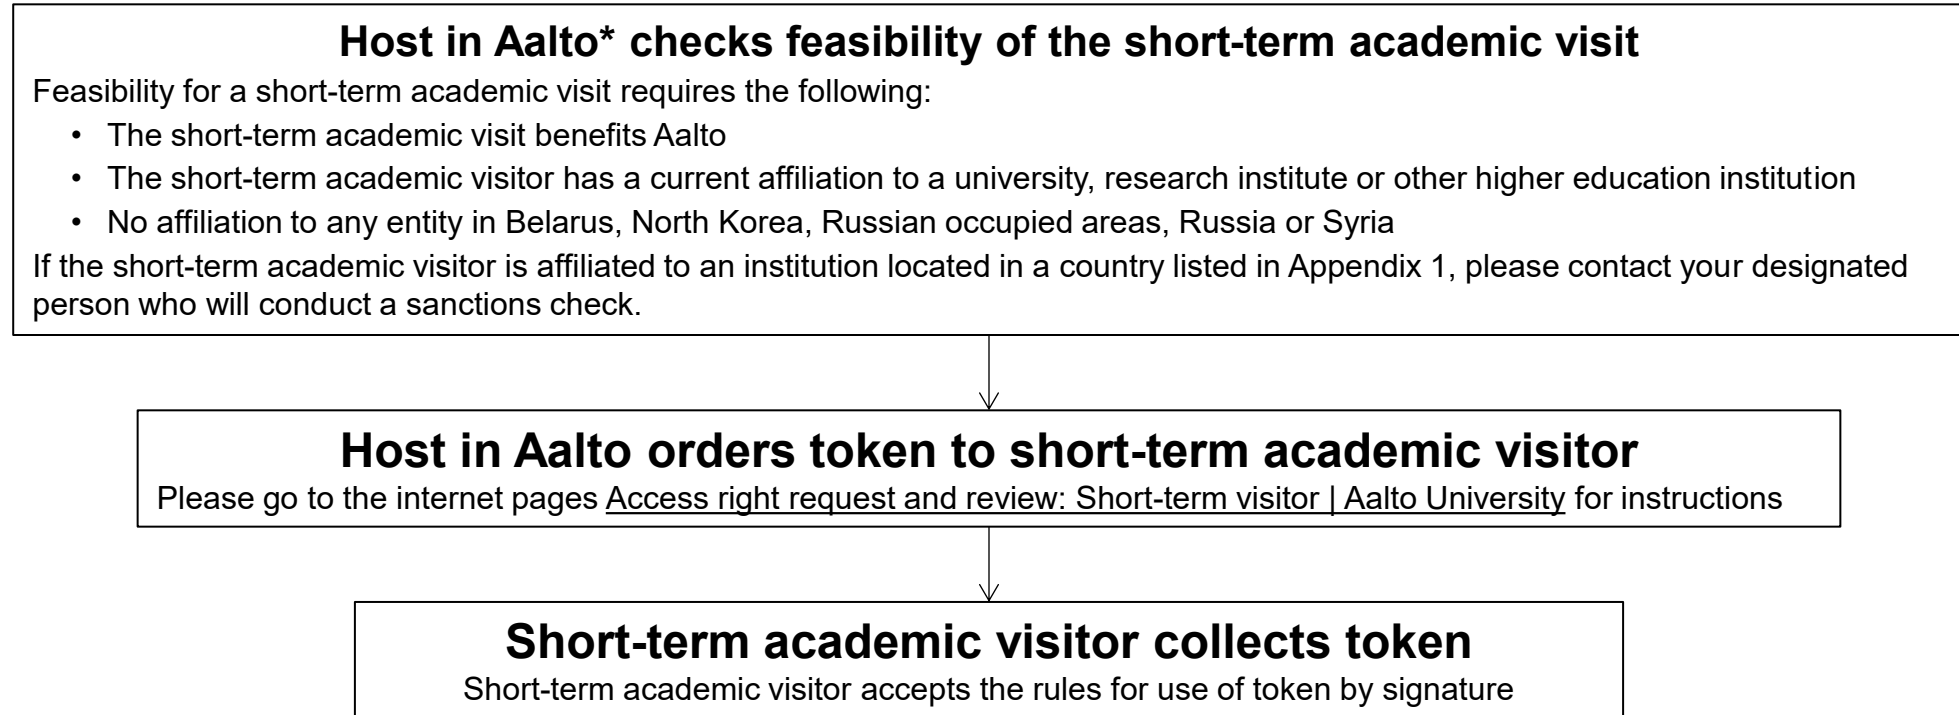 Host in Aalto* checks feasibility of the short-term academic visit
Feasibility for a short-term academic visit requires the following:
• The short-term academic visit benefits Aalto
• The short-term academic visitor has a current affiliation to a university, research institute or other higher education institution
• No affiliation to any entity in Belarus, North Korea, Russian occupied areas, Russia or Syria
If the short-term academic visitor is affiliated to an institution located in a country listed in Appendix 1, please contact your designated
person who will conduct a sanctions check.
Host in Aalto orders token to short-term academic visitor
Please go to the internet pages Access right request and review: Short-term visitor | Aalto University for instructions
Short-term academic visitor collects token
Short-term academic visitor accepts the rules for use of token by signature